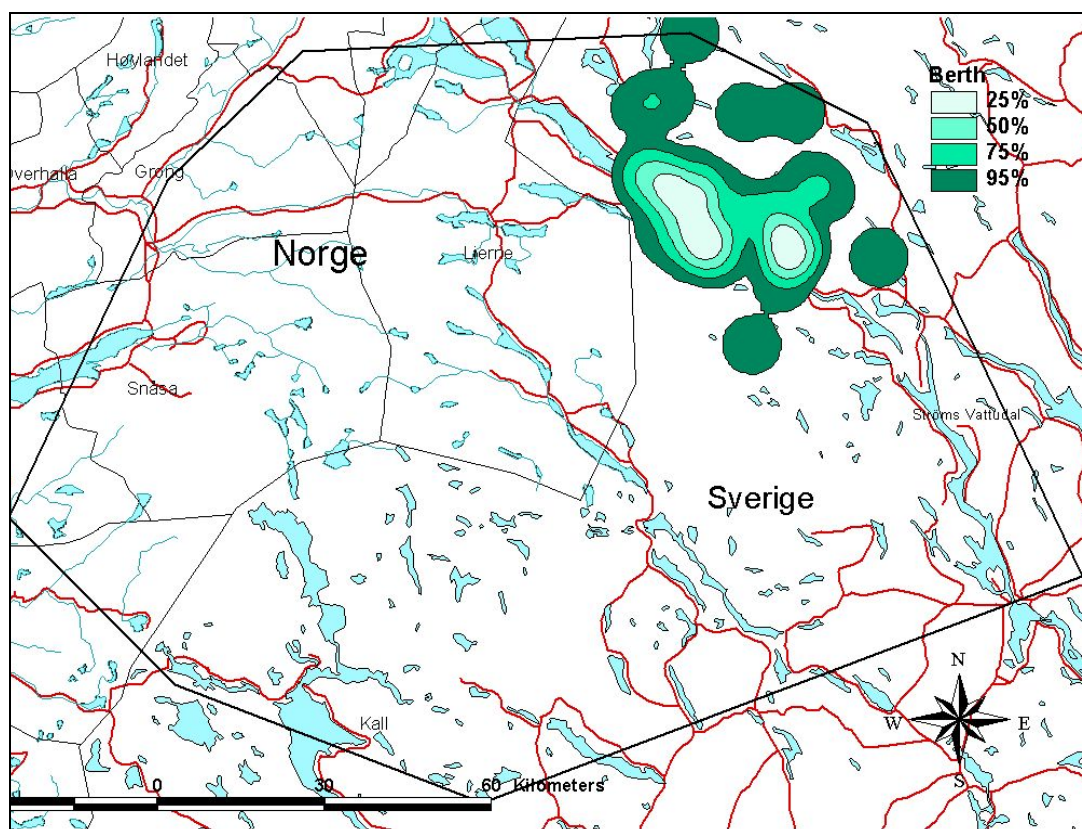 Høylandet
Berth
25%
50%
75%
95%
Overhalla
Grong
Norge
Lierne
Snåsa
Ströms Vattudal
Sverige
N
W
E
S
Kall
0
30
60 Kilometers